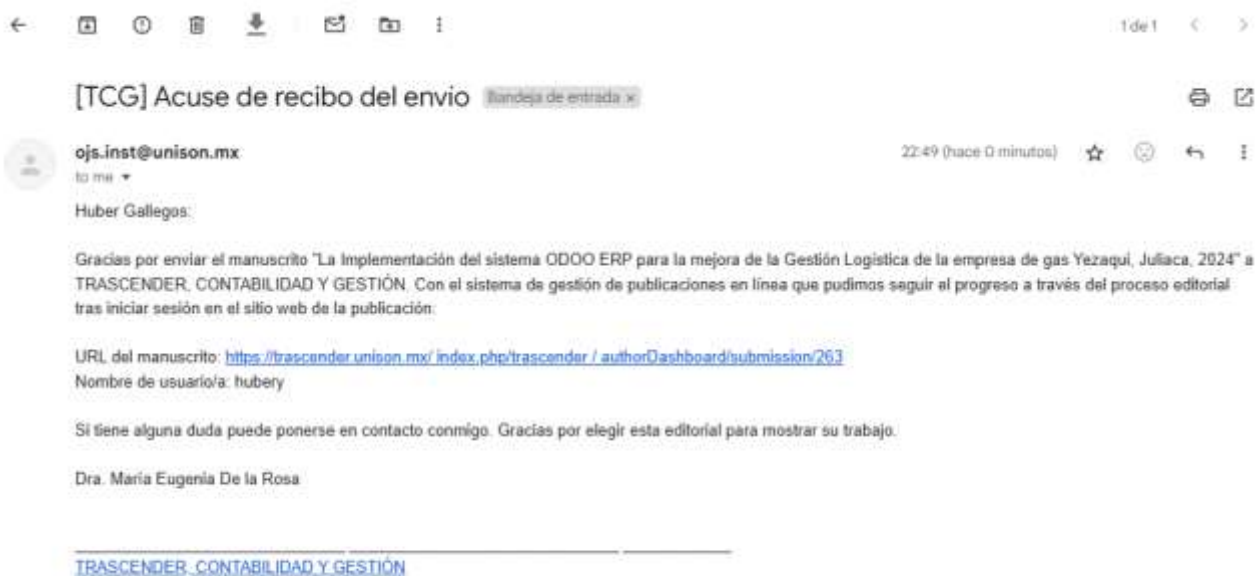 1 de 1
[TCG] Acuse de recibo del envio Bandeja de entrada x
ojs.inst@unison.mx 22:49 (hace 0 minutos)
to me
Huber Gallegos:
Gracias por enviar el manuscrito "La Implementación del sistema ODOO ERP para la mejora de la Gestión Logística de la empresa de gas Yezaqui, Juliaca, 2024" a
TRASCENDER, CONTABILIDAD Y GESTIÓN. Con el sistema de gestión de publicaciones en línea que pudimos seguir el progreso a través del proceso editorial
tras iniciar sesión en el sitio web de la publicación:
URL del manuscrito: https://trascender.unison.mx/ index.php/trascender / authorDashboard/submission/263
Nombre de usuario/a: hubery
Si tiene alguna duda puede ponerse en contacto conmigo. Gracias por elegir esta editorial para mostrar su trabajo.
Dra. María Eugenia De la Rosa
TRASCENDER, CONTABILIDAD Y GESTIÓN